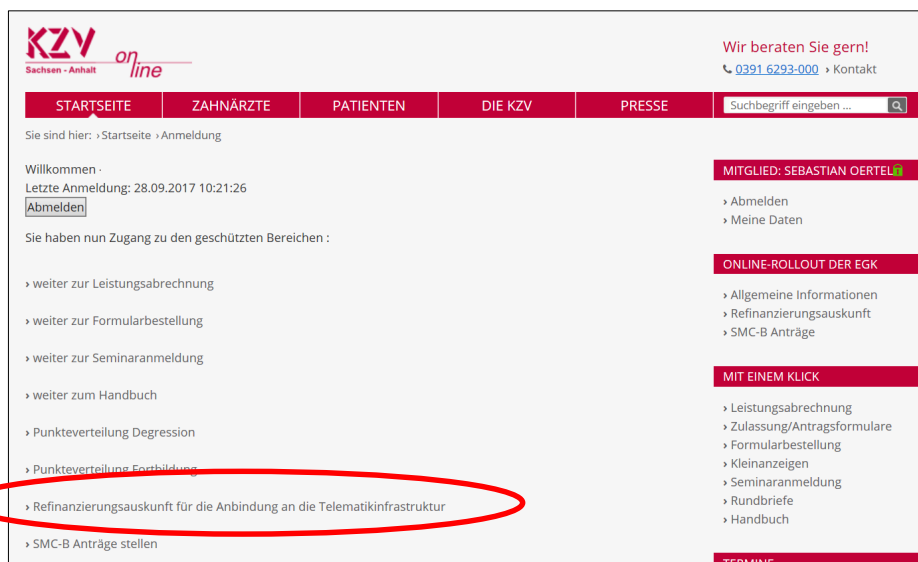 KZV online
Sachsen - Anhalt
Wir beraten Sie gern!
0391 6293-000 › Kontakt
STARTSEITE ZAHNÄRZTE PATIENTEN DIE KZV PRESSE
Suchbegriff eingeben ...
Sie sind hier: › Startseite › Anmeldung
Willkommen ·
Letzte Anmeldung: 28.09.2017 10:21:26
Abmelden
Sie haben nun Zugang zu den geschützten Bereichen :
› weiter zur Leistungsabrechnung
› weiter zur Formularbestellung
› weiter zur Seminaranmeldung
› weiter zum Handbuch
› Punkteverteilung Degression
› Punkteverteilung Fortbildung
› Refinanzierungsauskunft für die Anbindung an die Telematikinfrastruktur
› SMC-B Anträge stellen
MITGLIED: SEBASTIAN OERTEL
› Abmelden
› Meine Daten
ONLINE-ROLLOUT DER EGK
› Allgemeine Informationen
› Refinanzierungsauskunft
› SMC-B Anträge
MIT EINEM KLICK
› Leistungsabrechnung
› Zulassung/Antragsformulare
› Formularbestellung
› Kleinanzeigen
› Seminaranmeldung
› Rundbriefe
› Handbuch
TERMINE